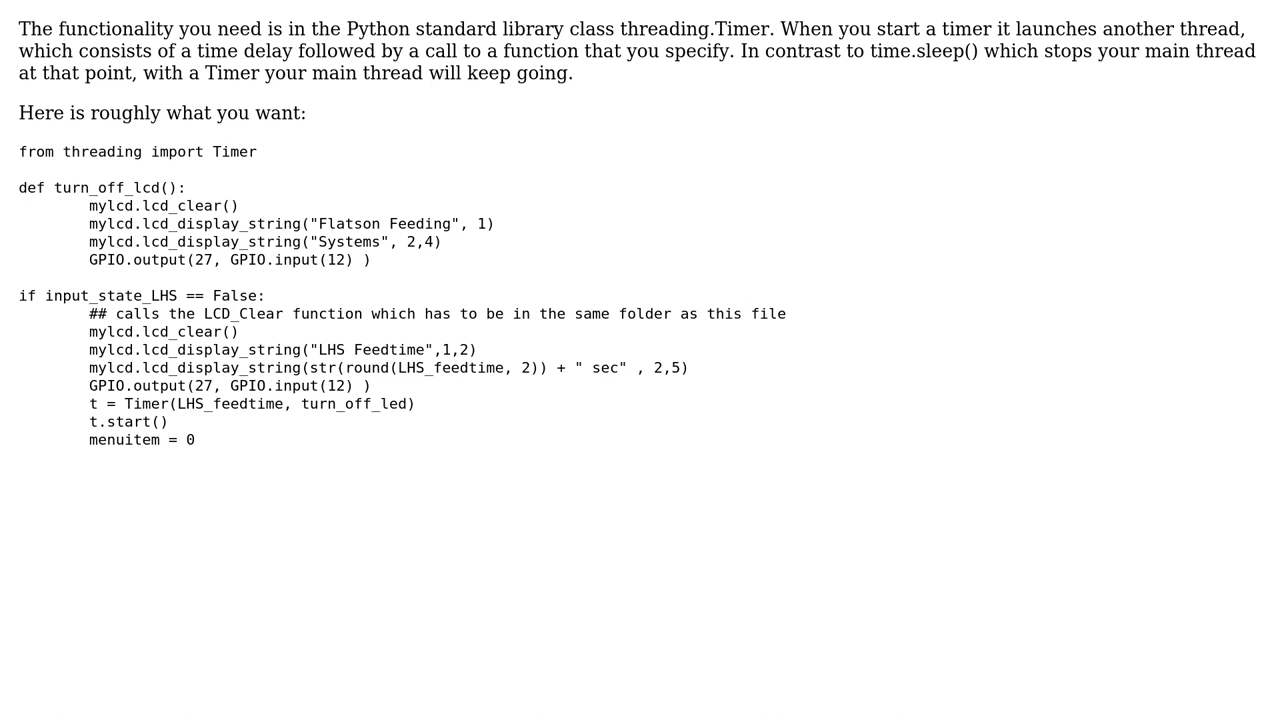 The functionality you need is in the Python standard library class threading.Timer. When you start a timer it launches another thread,
which consists of a time delay followed by a call to a function that you specify. In contrast to time.sleep() which stops your main thread
at that point, with a Timer your main thread will keep going.
Here is roughly what you want:
from threading import Timer
def turn_off_lcd():
        mylcd.lcd_clear()
        mylcd.lcd_display_string("Flatson Feeding", 1)
        mylcd.lcd_display_string("Systems", 2,4)
        GPIO.output(27, GPIO.input(12) )
if input_state_LHS == False:
        ## calls the LCD_Clear function which has to be in the same folder as this file
        mylcd.lcd_clear()
        mylcd.lcd_display_string("LHS Feedtime",1,2)
        mylcd.lcd_display_string(str(round(LHS_feedtime, 2)) + " sec" , 2,5)
        GPIO.output(27, GPIO.input(12) )
        t = Timer(LHS_feedtime, turn_off_led)
        t.start()
        menuitem = 0